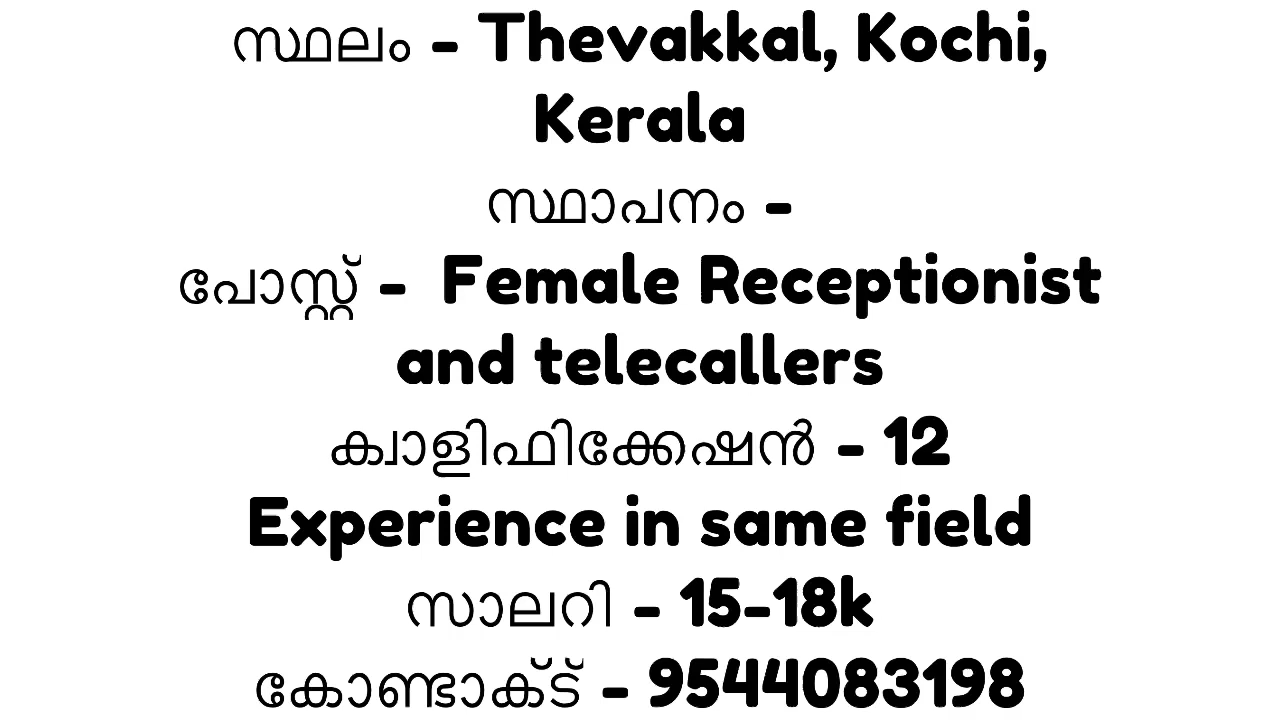 സ്ഥലം - Thevakkal, Kochi,
Kerala
സ്ഥാപനം -
പോസ്റ്റ് - Female Receptionist
and telecallers
ക്വാളിഫിക്കേഷൻ - 12
Experience in same field
സാലറി - 15-18k
കോണ്ടാക്ട് - 9544083198